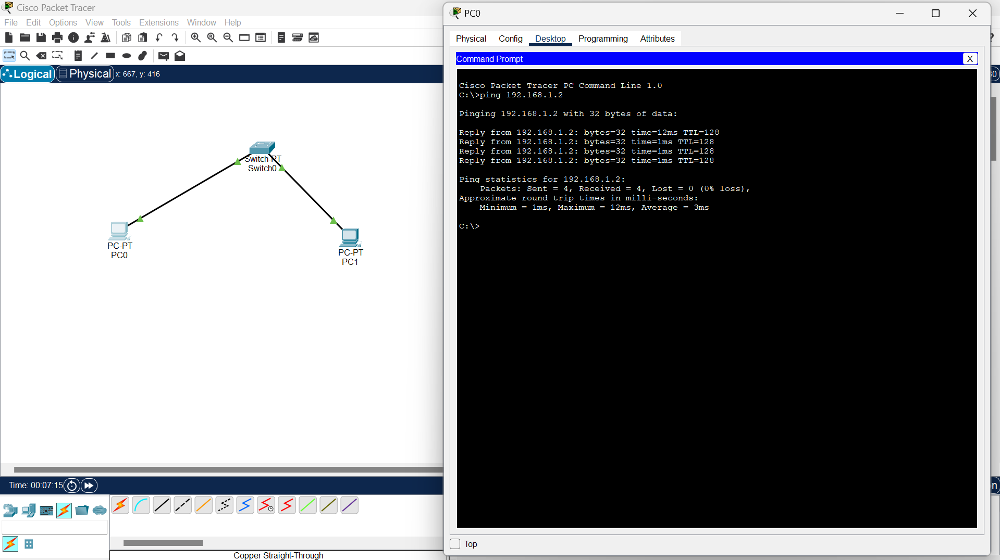 Cisco Packet Tracer
File Edit Options View Tools Extensions Window Help
Logical Physical x: 667, y: 416
Switch-PT
Switch0
PC-PT
PC0
PC-PT
PC1
Time: 00:07:15
Copper Straight-Through
PC0
Physical Config Desktop Programming Attributes
Command Prompt X
Cisco Packet Tracer PC Command Line 1.0
C:\>ping 192.168.1.2
Pinging 192.168.1.2 with 32 bytes of data:
Reply from 192.168.1.2: bytes=32 time=12ms TTL=128
Reply from 192.168.1.2: bytes=32 time=1ms TTL=128
Reply from 192.168.1.2: bytes=32 time=1ms TTL=128
Reply from 192.168.1.2: bytes=32 time=1ms TTL=128
Ping statistics for 192.168.1.2:
Packets: Sent = 4, Received = 4, Lost = 0 (0% loss),
Approximate round trip times in milli-seconds:
Minimum = 1ms, Maximum = 12ms, Average = 3ms
C:\>
Top